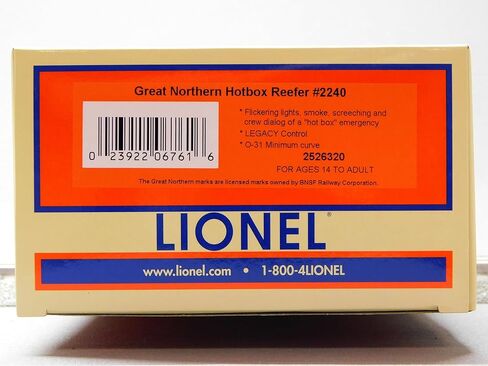 Great Northern Hotbox Reefer #2240
* Flickering lights, smoke, screeching and
crew dialog of a "hot box" emergency
* LEGACY Control
* O-31 Minimum curve
2526320
FOR AGES 14 TO ADULT
0 23922 06761 6
The Great Northern marks are licensed marks owned by BNSF Railway Corporation.
LIONEL®
www.lionel.com • 1-800-4LIONEL